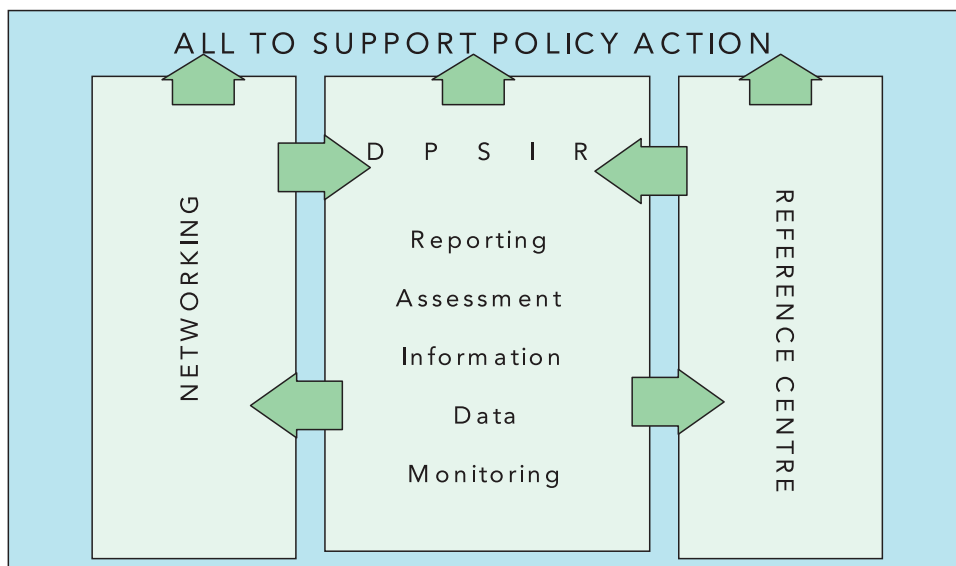 ALL TO SUPPORT POLICY ACTION
NETWORKING
D P S I R
Reporting
Assessment
Information
Data
Monitoring
REFERENCE CENTRE